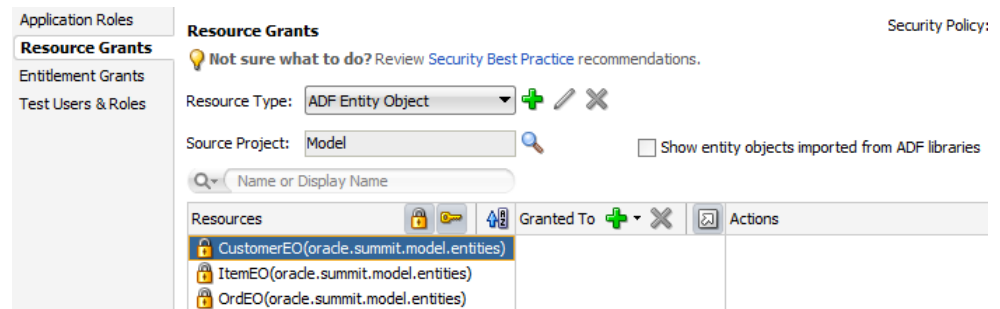 Application Roles
Resource Grants
Entitlement Grants
Test Users & Roles
Resource Grants
Security Policy:
Not sure what to do? Review Security Best Practice recommendations.
Resource Type: ADF Entity Object
Source Project: Model
Show entity objects imported from ADF libraries
Name or Display Name
Resources Granted To Actions
CustomerEO(oracle.summit.model.entities)
ItemEO(oracle.summit.model.entities)
OrdEO(oracle.summit.model.entities)